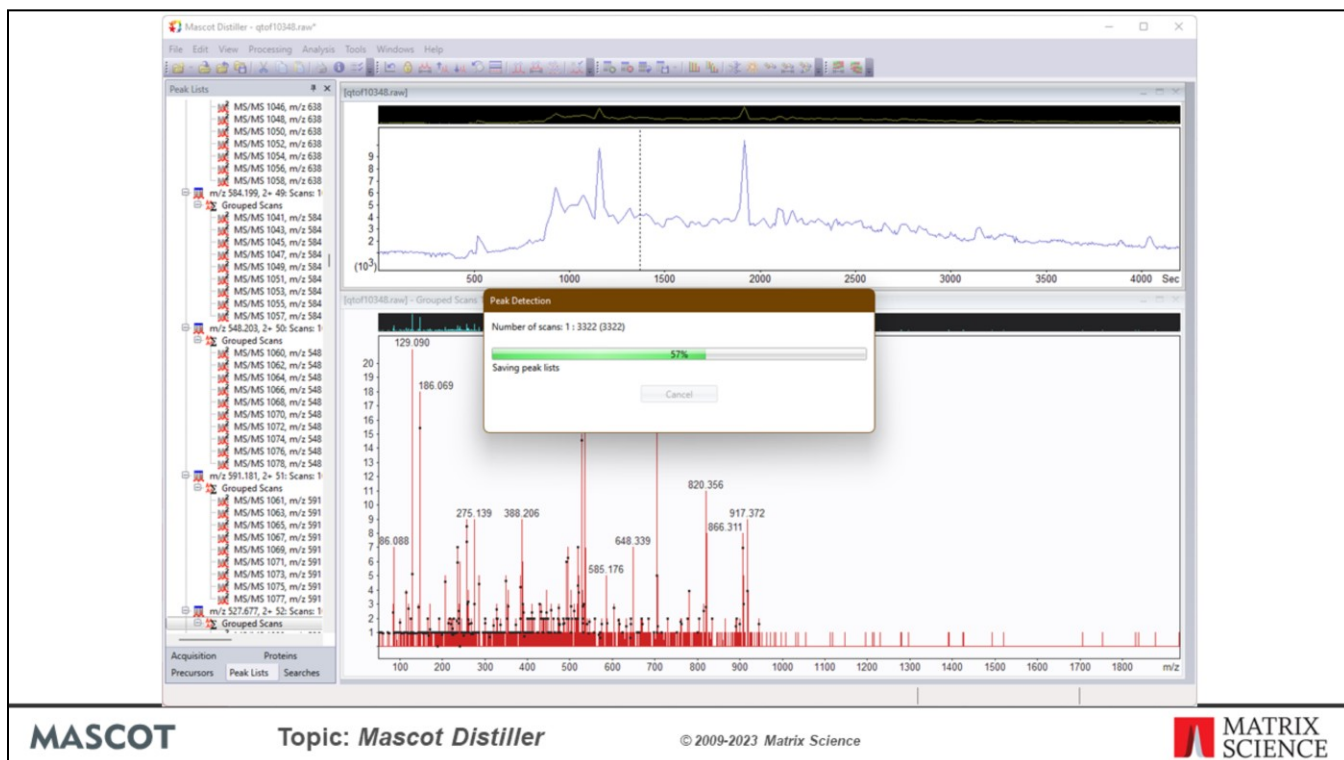 Mascot Distiller - qtof10348.raw*
File Edit View Processing Analysis Tools Windows Help
Peak Lists
MS/MS 1046, m/z 638
MS/MS 1048, m/z 638
MS/MS 1050, m/z 638
MS/MS 1052, m/z 638
MS/MS 1054, m/z 638
MS/MS 1056, m/z 638
MS/MS 1058, m/z 638
m/z 584.199, 2+ 49: Scans: 1
Grouped Scans
MS/MS 1041, m/z 584
MS/MS 1043, m/z 584
MS/MS 1045, m/z 584
MS/MS 1047, m/z 584
MS/MS 1049, m/z 584
MS/MS 1051, m/z 584
MS/MS 1053, m/z 584
MS/MS 1055, m/z 584
MS/MS 1057, m/z 584
m/z 548.203, 2+ 50: Scans: 1
Grouped Scans
MS/MS 1060, m/z 548
MS/MS 1062, m/z 548
MS/MS 1064, m/z 548
MS/MS 1066, m/z 548
MS/MS 1068, m/z 548
MS/MS 1070, m/z 548
MS/MS 1072, m/z 548
MS/MS 1074, m/z 548
MS/MS 1076, m/z 548
MS/MS 1078, m/z 548
m/z 591.181, 2+ 51: Scans: 1
Grouped Scans
MS/MS 1061, m/z 591
MS/MS 1063, m/z 591
MS/MS 1065, m/z 591
MS/MS 1067, m/z 591
MS/MS 1069, m/z 591
MS/MS 1071, m/z 591
MS/MS 1073, m/z 591
MS/MS 1075, m/z 591
MS/MS 1077, m/z 591
m/z 527.677, 2+ 52: Scans: 1
Grouped Scans
Acquisition Proteins
Precursors Peak Lists Searches
[qtof10348.raw]
9
8
7
6
5
4
3
2
(10³)
500 1000 1500 2000 2500 3000 3500 4000 Sec
[qtof10348.raw] - Grouped Scans
Peak Detection
Number of scans: 1 : 3322 (3322)
57%
Saving peak lists
Cancel
129.090
20
19
186.069
18
17
16
15
14
13
12
820.356
11
10
275.139 388.206 917.372
9
866.311
8
86.088 648.339
7
6
585.176
5
4
3
2
1
100 200 300 400 500 600 700 800 900 1000 1100 1200 1300 1400 1500 1600 1700 1800 m/z
MASCOT
Topic: Mascot Distiller
© 2009-2023 Matrix Science
MATRIX
SCIENCE